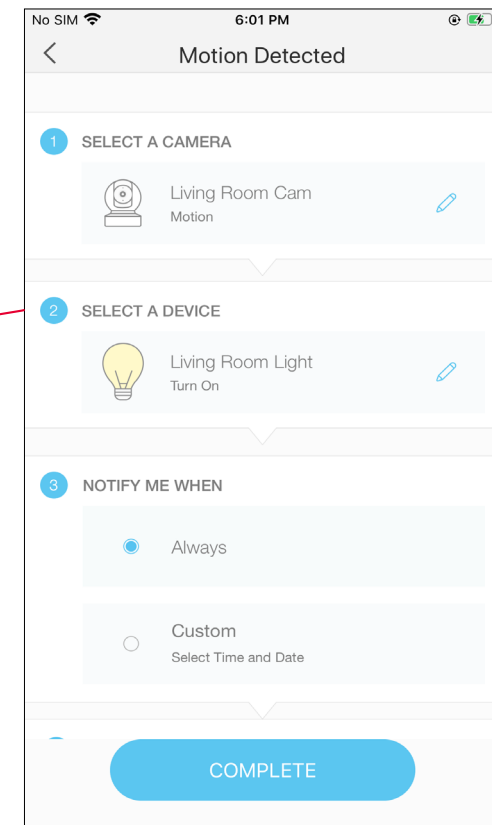 No SIM 6:01 PM
Motion Detected
1 SELECT A CAMERA
Living Room Cam
Motion
2 SELECT A DEVICE
Living Room Light
Turn On
3 NOTIFY ME WHEN
Always
Custom
Select Time and Date
COMPLETE